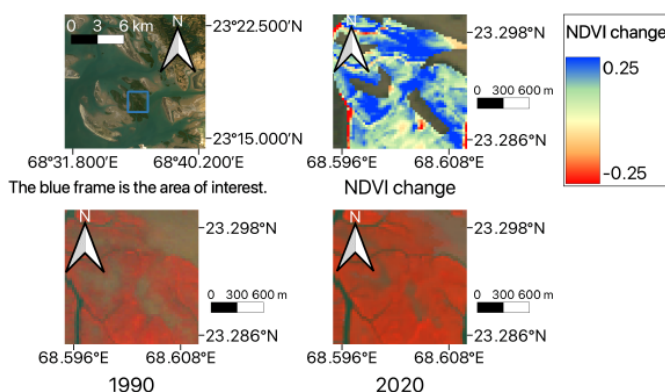 N
0 3 6 km
23°22.500'N
23°15.000'N
68°31.800'E 68°40.200'E
The blue frame is the area of interest.
N
23.298°N
0 300 600 m
23.286°N
68.596°E 68.608°E
NDVI change
NDVI change
0.25
-0.25
N
23.298°N
0 300 600 m
23.286°N
68.596°E 68.608°E
1990
N
23.298°N
0 300 600 m
23.286°N
68.596°E 68.608°E
2020